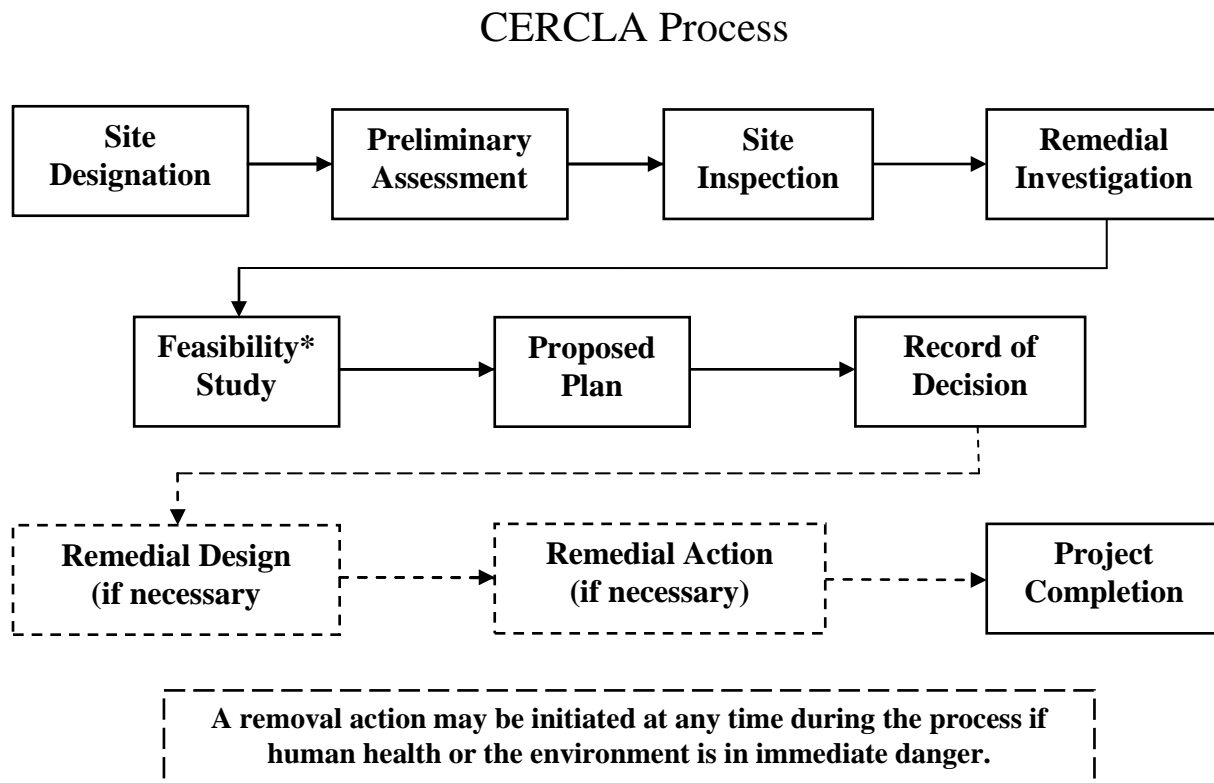 CERCLA Process
Site
Designation
Preliminary
Assessment
Site
Inspection
Remedial
Investigation
Feasibility*
Study
Proposed
Plan
Record of
Decision
Remedial Design
(if necessary
Remedial Action
(if necessary)
Project
Completion
A removal action may be initiated at any time during the process if
human health or the environment is in immediate danger.